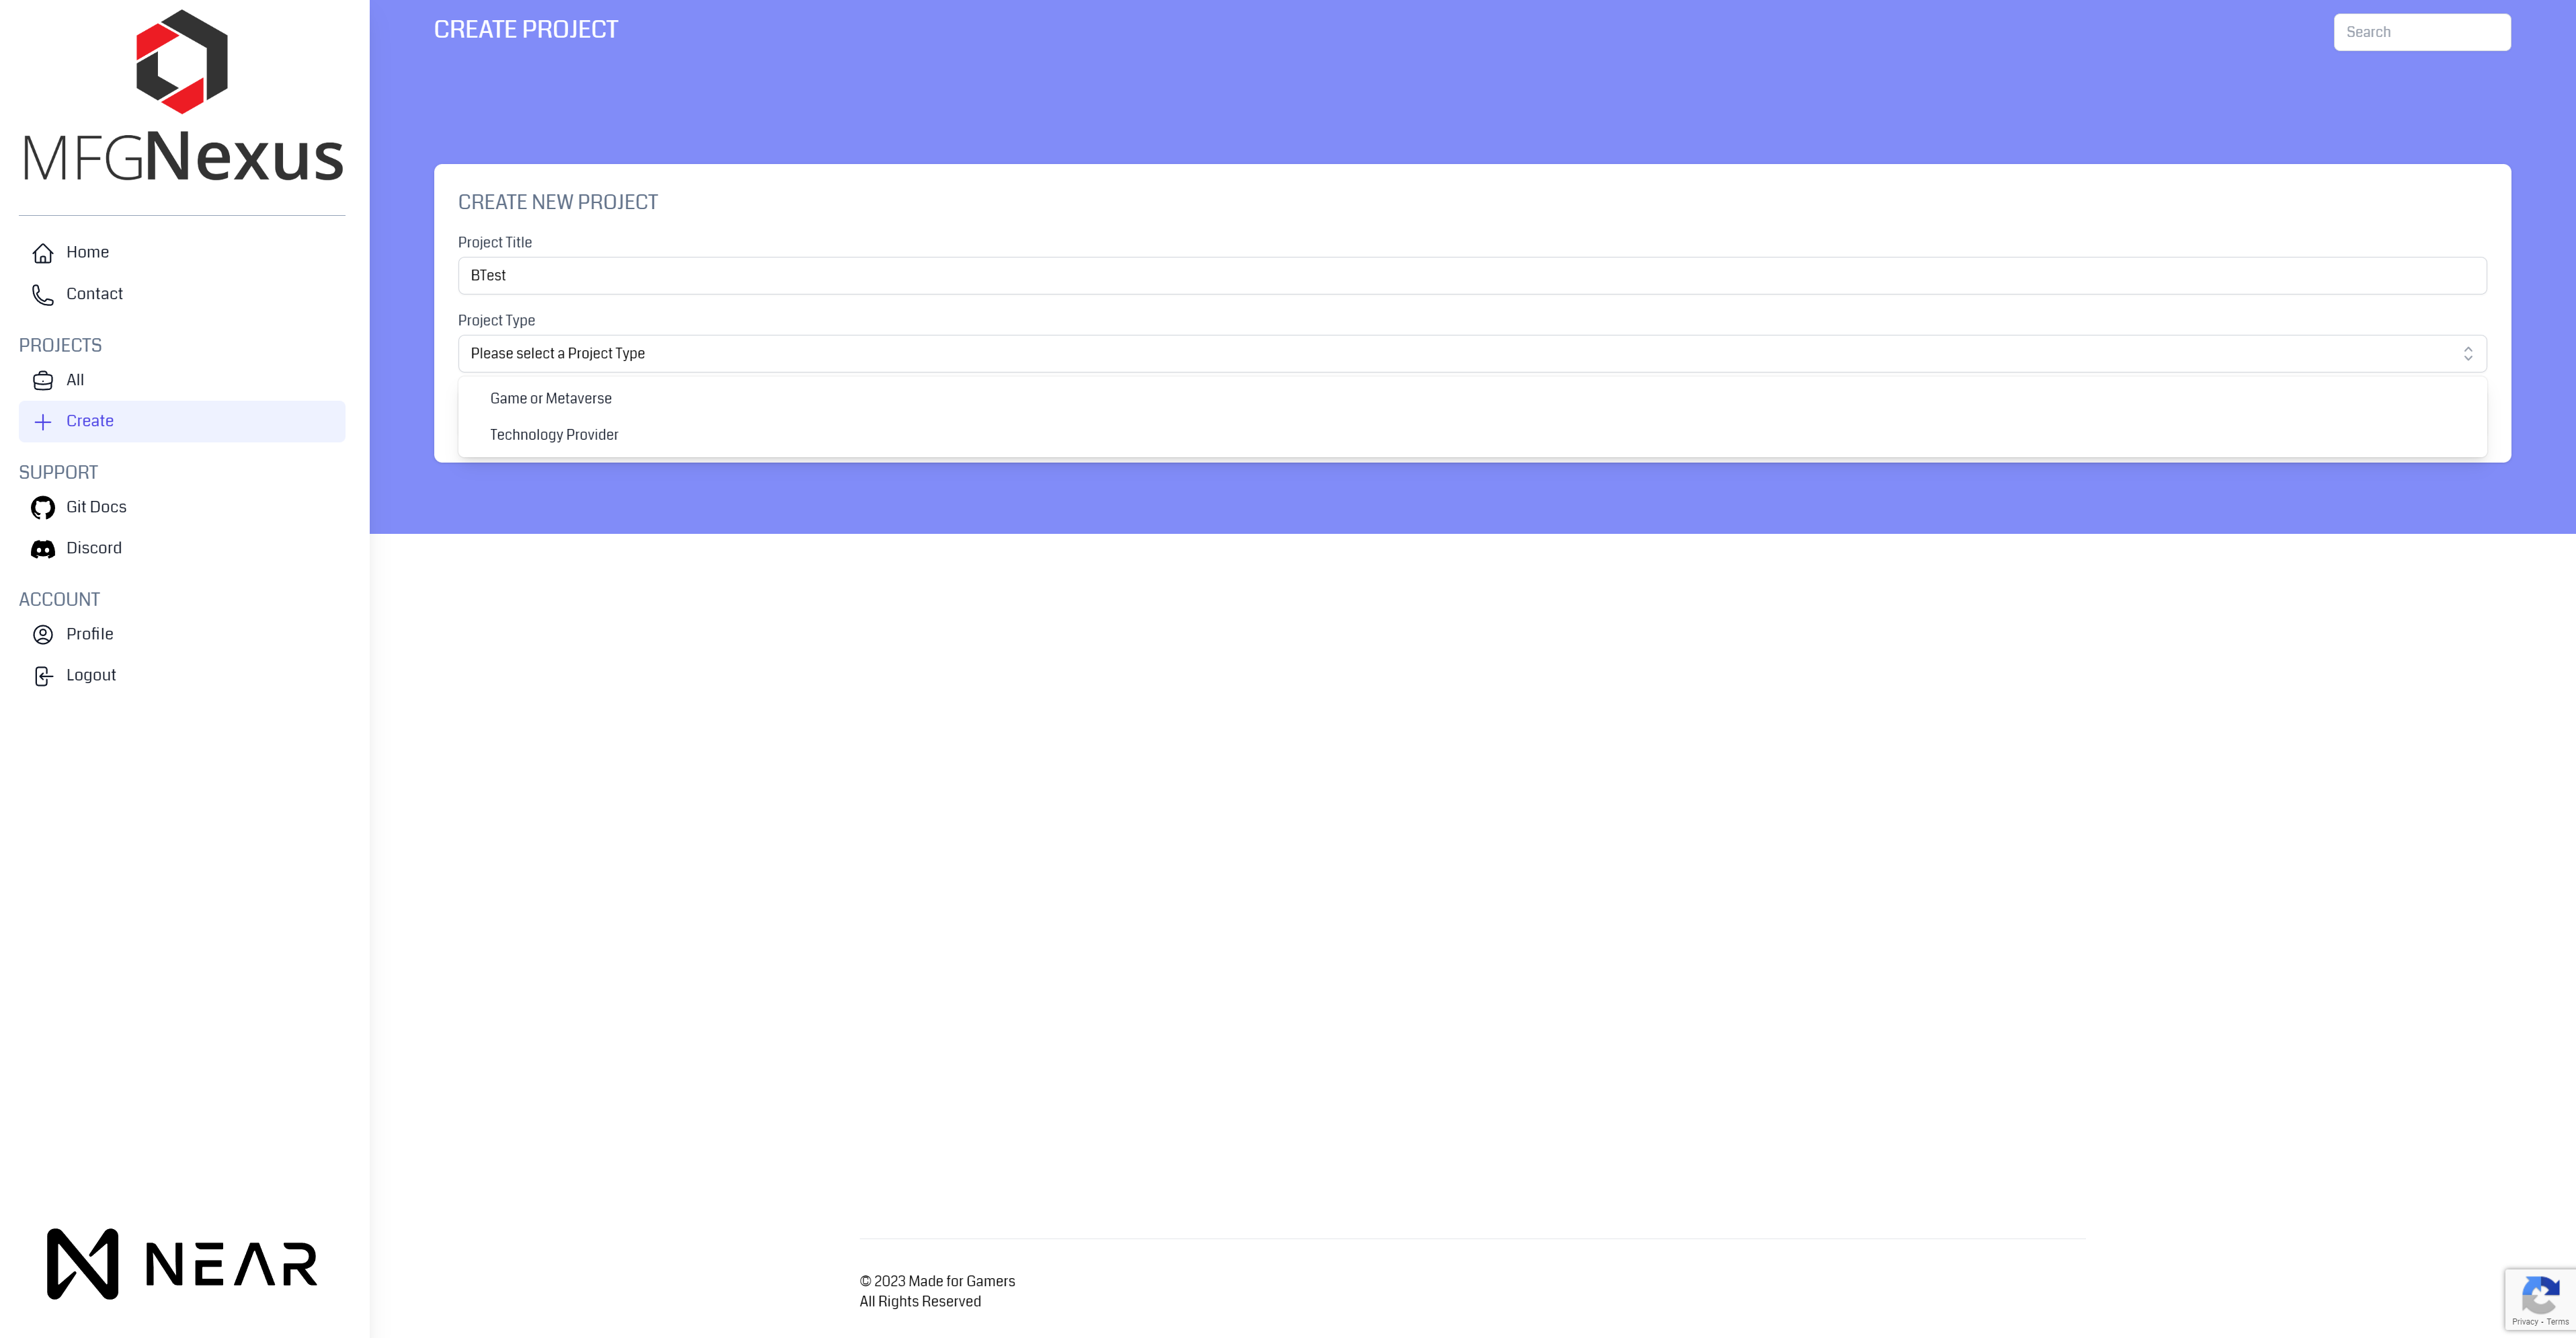 MFGNexus
Home
Contact
PROJECTS
All
Create
SUPPORT
Git Docs
Discord
ACCOUNT
Profile
Logout
NEAR
CREATE PROJECT
Search
CREATE NEW PROJECT
Project Title
BTest
Project Type
Please select a Project Type
Game or Metaverse
Technology Provider
© 2023 Made for Gamers
All Rights Reserved
Privacy - Terms